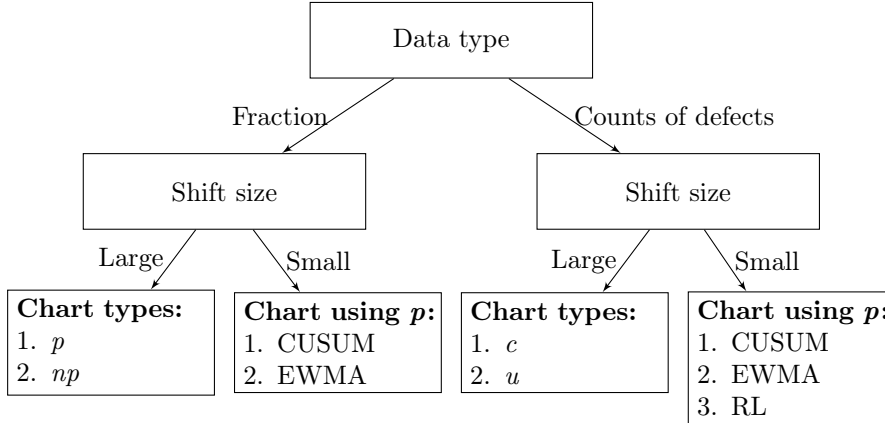 Data type
Fraction
Counts of defects
Shift size
Shift size
Large
Small
Large
Small
Chart types:
1. p
2. np
Chart using p:
1. CUSUM
2. EWMA
Chart types:
1. c
2. u
Chart using p:
1. CUSUM
2. EWMA
3. RL